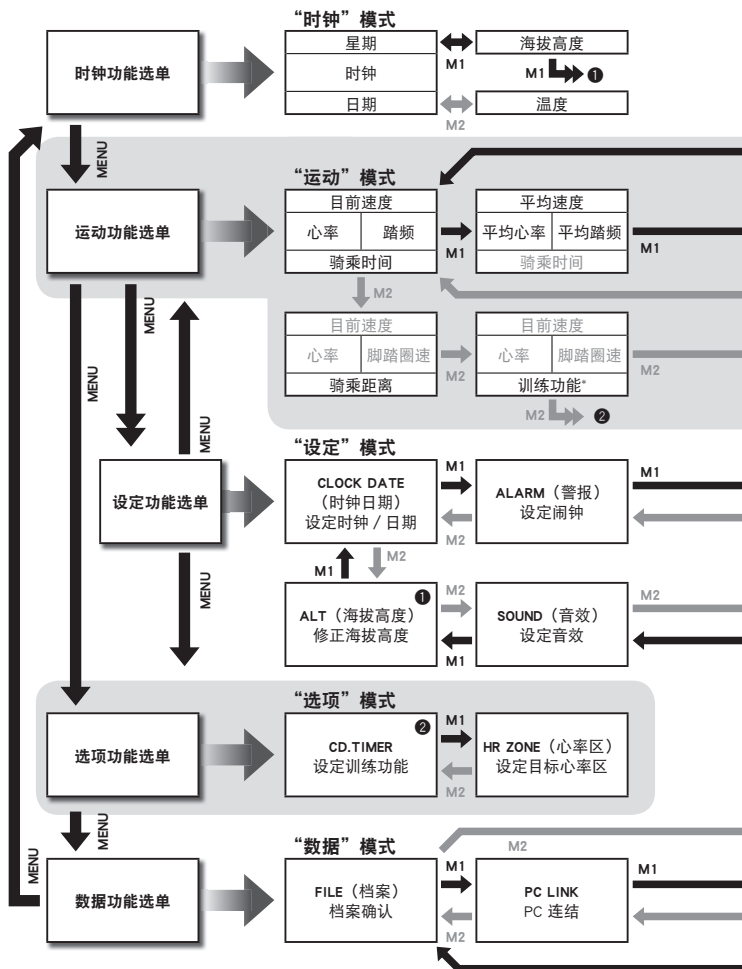 “时钟”模式
时钟功能选单
星期
时钟
日期
M1
M2
海拔高度
M1 ❶
温度
MENU
“运动”模式
运动功能选单
目前速度
心率 踏频
骑乘时间
M1
平均速度
平均心率 平均踏频
骑乘时间
M1
M2
目前速度
心率 脚踏圈速
骑乘距离
M2
目前速度
心率 脚踏圈速
训练功能*
M2
M2 ❷
MENU
MENU
MENU
“设定”模式
设定功能选单
CLOCK DATE
（时钟日期）
设定时钟 / 日期
M1
M2
ALARM（警报）
设定闹钟
M1
M1
M2
MENU
❶
ALT（海拔高度）
修正海拔高度
M2
M1
SOUND（音效）
设定音效
M2
“选项”模式
选项功能选单
❷
CD.TIMER
设定训练功能
M1
M2
HR ZONE（心率区）
设定目标心率区
MENU
MENU
“数据”模式
数据功能选单
FILE（档案）
档案确认
M2
M1
M2
PC LINK
PC 连结
M1